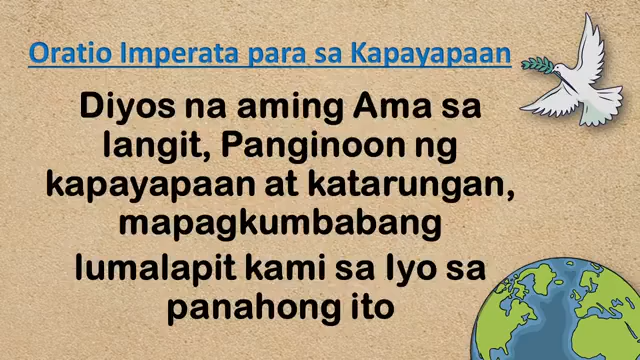 Oratio Imperata para sa Kapayapaan
Diyos na aming Ama sa
langit, Panginoon ng
kapayapaan at katarungan,
mapagkumbabang
lumalapit kami sa Iyo sa
panahong ito